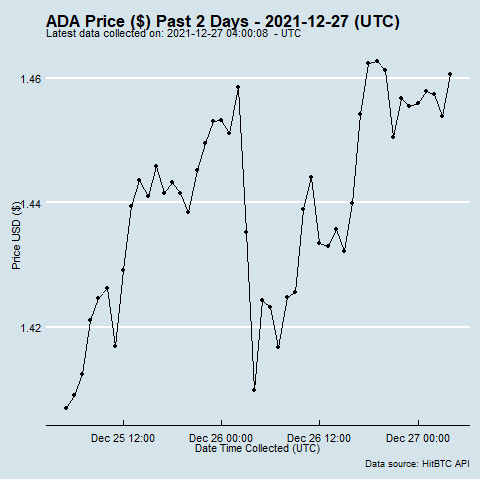 ADA Price ($) Past 2 Days - 2021-12-27 (UTC)
Latest data collected on: 2021-12-27 04:00:08 - UTC
1.46
1.44
1.42
Price USD ($)
Dec 25 12:00 Dec 26 00:00 Dec 26 12:00 Dec 27 00:00
Date Time Collected (UTC)
Data source: HitBTC API